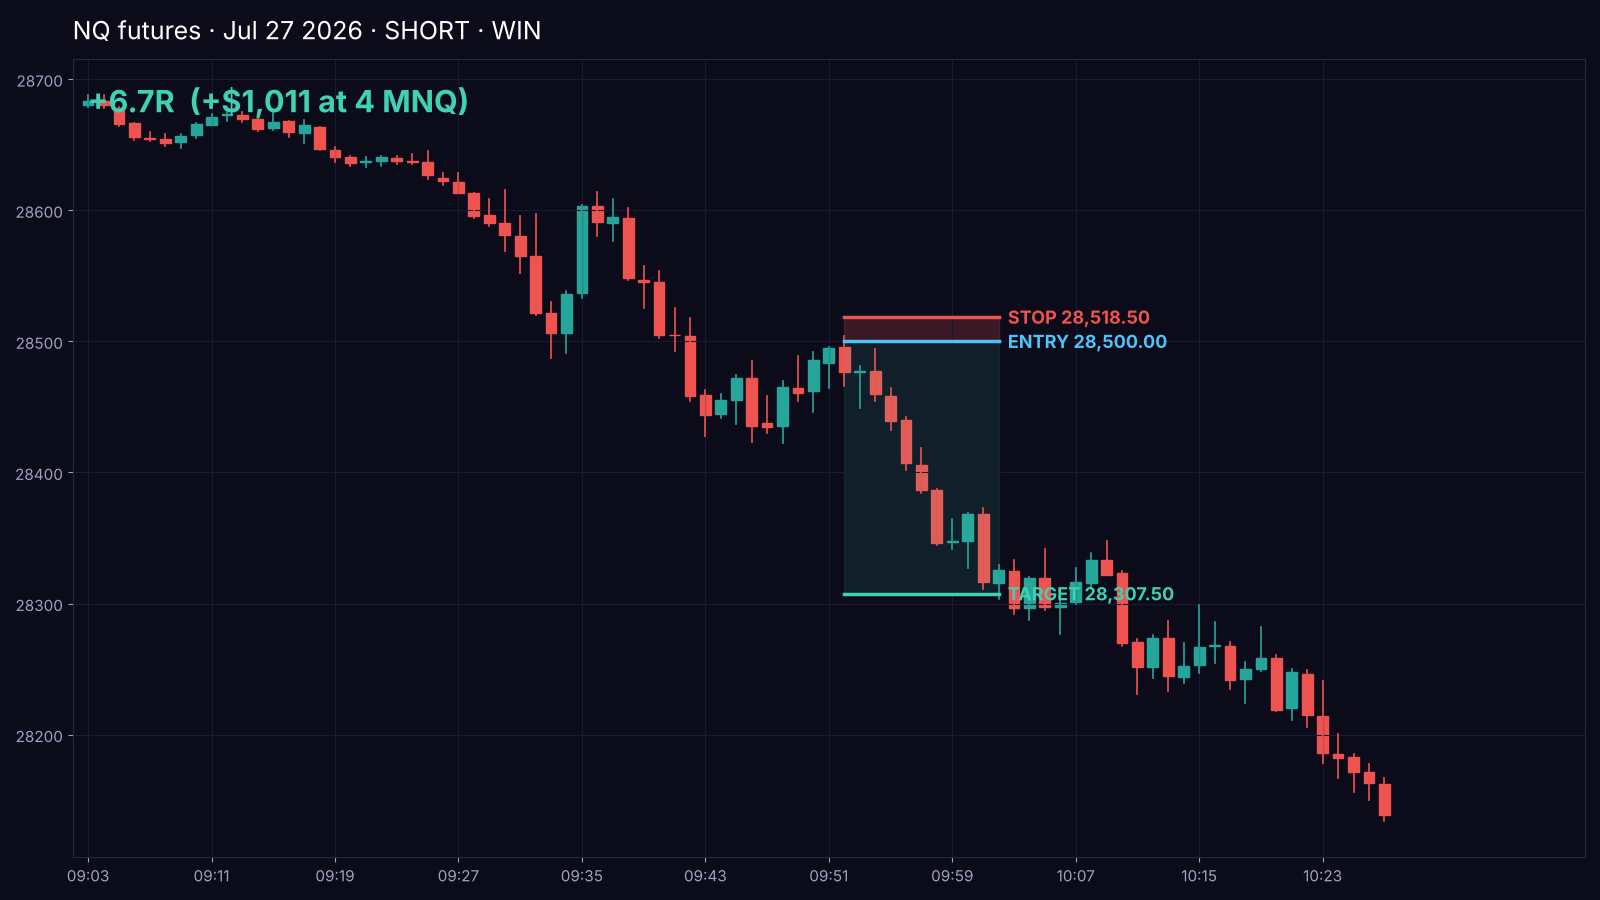 NQ futures · Jul 27 2026 · SHORT · WIN
28700
+6.7R (+$1,011 at 4 MNQ)
28600
STOP 28,518.50
28500
ENTRY 28,500.00
28400
TARGET 28,307.50
28300
28200
09:03 09:11 09:19 09:27 09:35 09:43 09:51 09:59 10:07 10:15 10:23